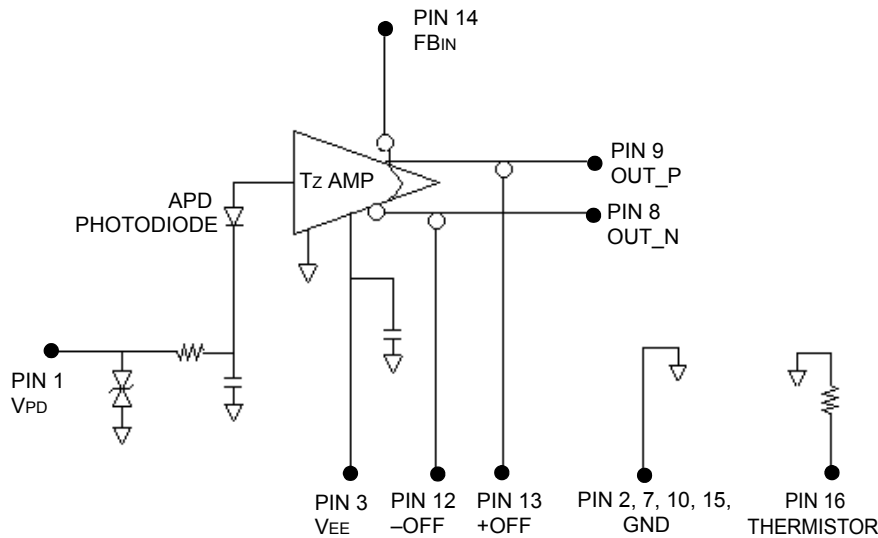 PIN 14
FBIN
PIN 9
OUT_P
TZ AMP
APD
PHOTODIODE
PIN 8
OUT_N
PIN 1
VPD
PIN 3
VEE
PIN 12
–OFF
PIN 13
+OFF
PIN 2, 7, 10, 15,
GND
PIN 16
THERMISTOR